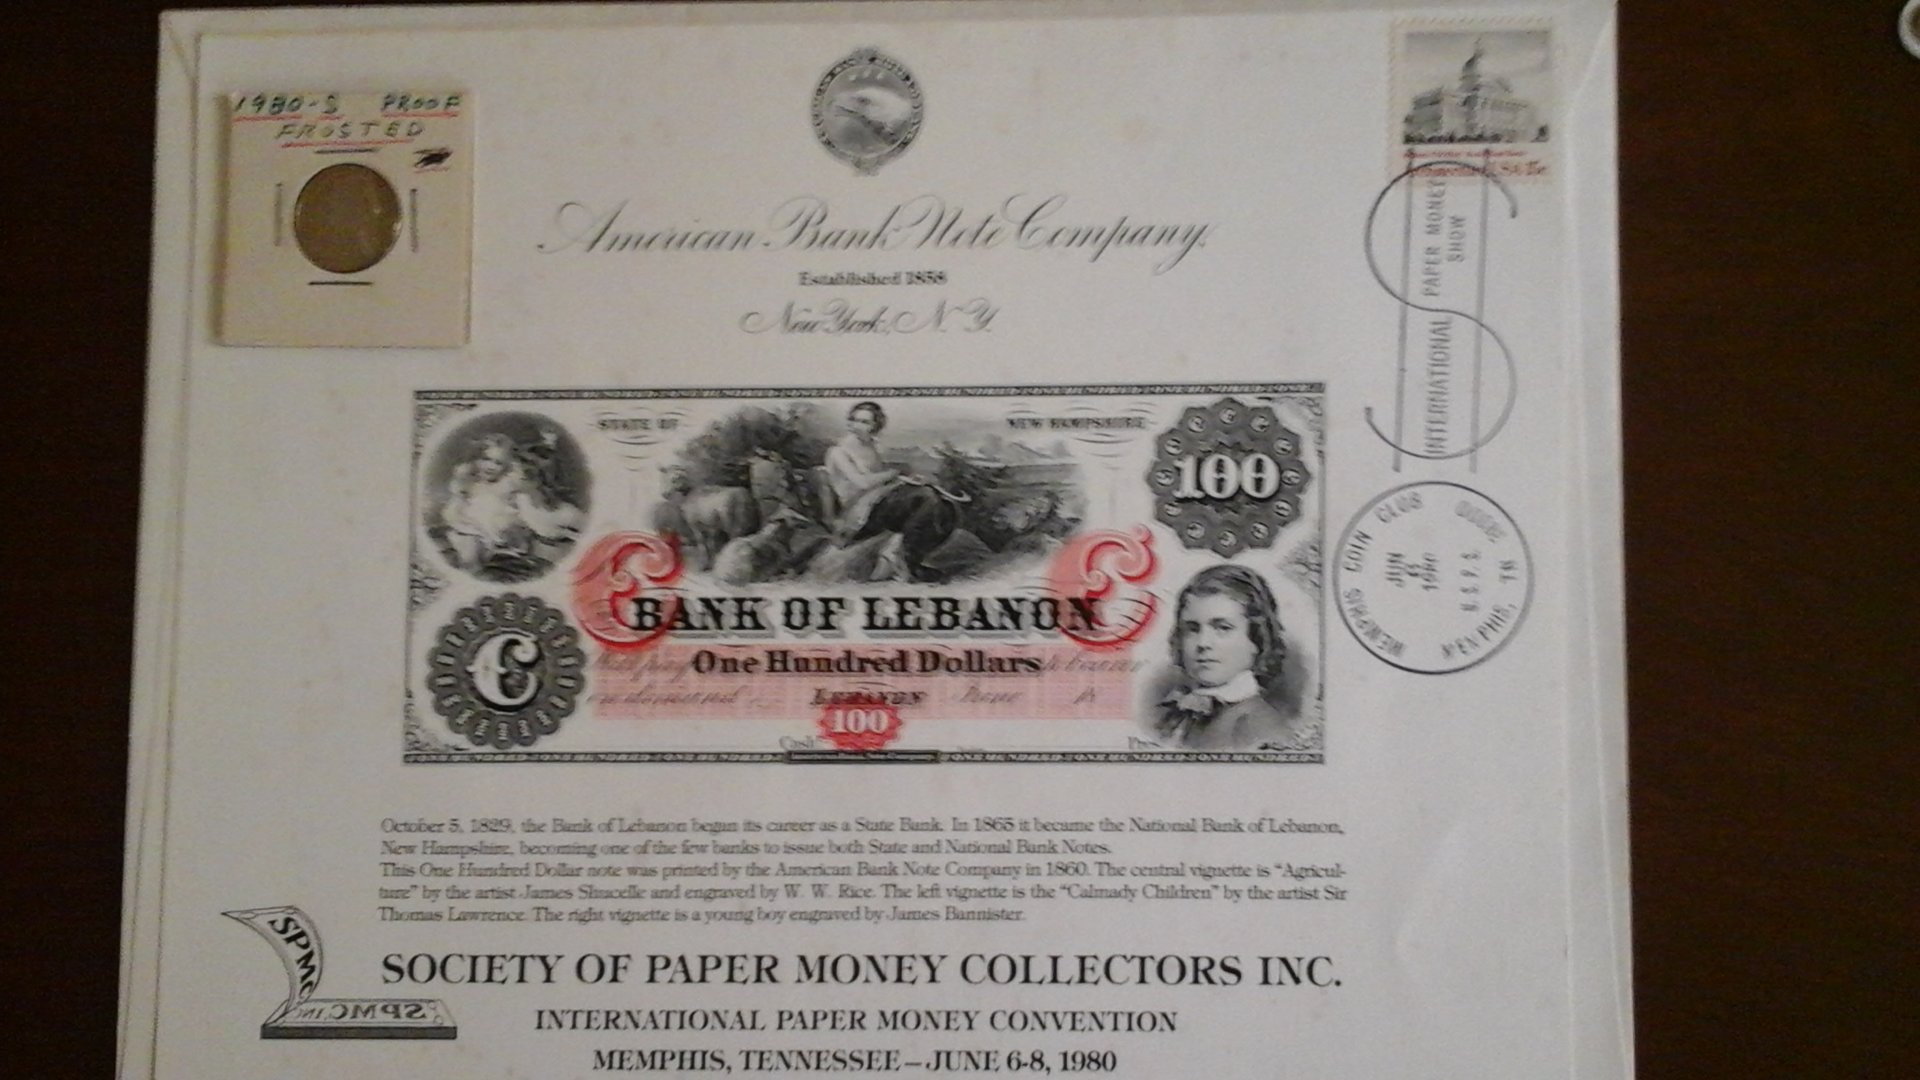 1980-S PROOF
FROSTED
American Bank Note Company.
Established 1858
New York, N.Y.
USA 15c
INTERNATIONAL PAPER MONEY
SHOW
MEMPHIS COIN CLUB
JUN
1980
U.S.P.S.
MEMPHIS, TN
STATE OF
NEW HAMPSHIRE
100
BANK OF LEBANON
One Hundred Dollars
LEBANON
100
C
October 5, 1829, the Bank of Lebanon began its career as a State Bank. In 1865 it became the National Bank of Lebanon,
New Hampshire, becoming one of the few banks to issue both State and National Bank Notes.
This One Hundred Dollar note was printed by the American Bank Note Company in 1860. The central vignette is "Agricul-
ture" by the artist James and engraved by W. W. Rice. The left vignette is the "Calmady Children" by the artist Sir
Thomas Lawrence. The right vignette is a young boy engraved by James Bannister.
SPMC
SPMC, INC.
SOCIETY OF PAPER MONEY COLLECTORS INC.
INTERNATIONAL PAPER MONEY CONVENTION
MEMPHIS, TENNESSEE–JUNE 6-8, 1980